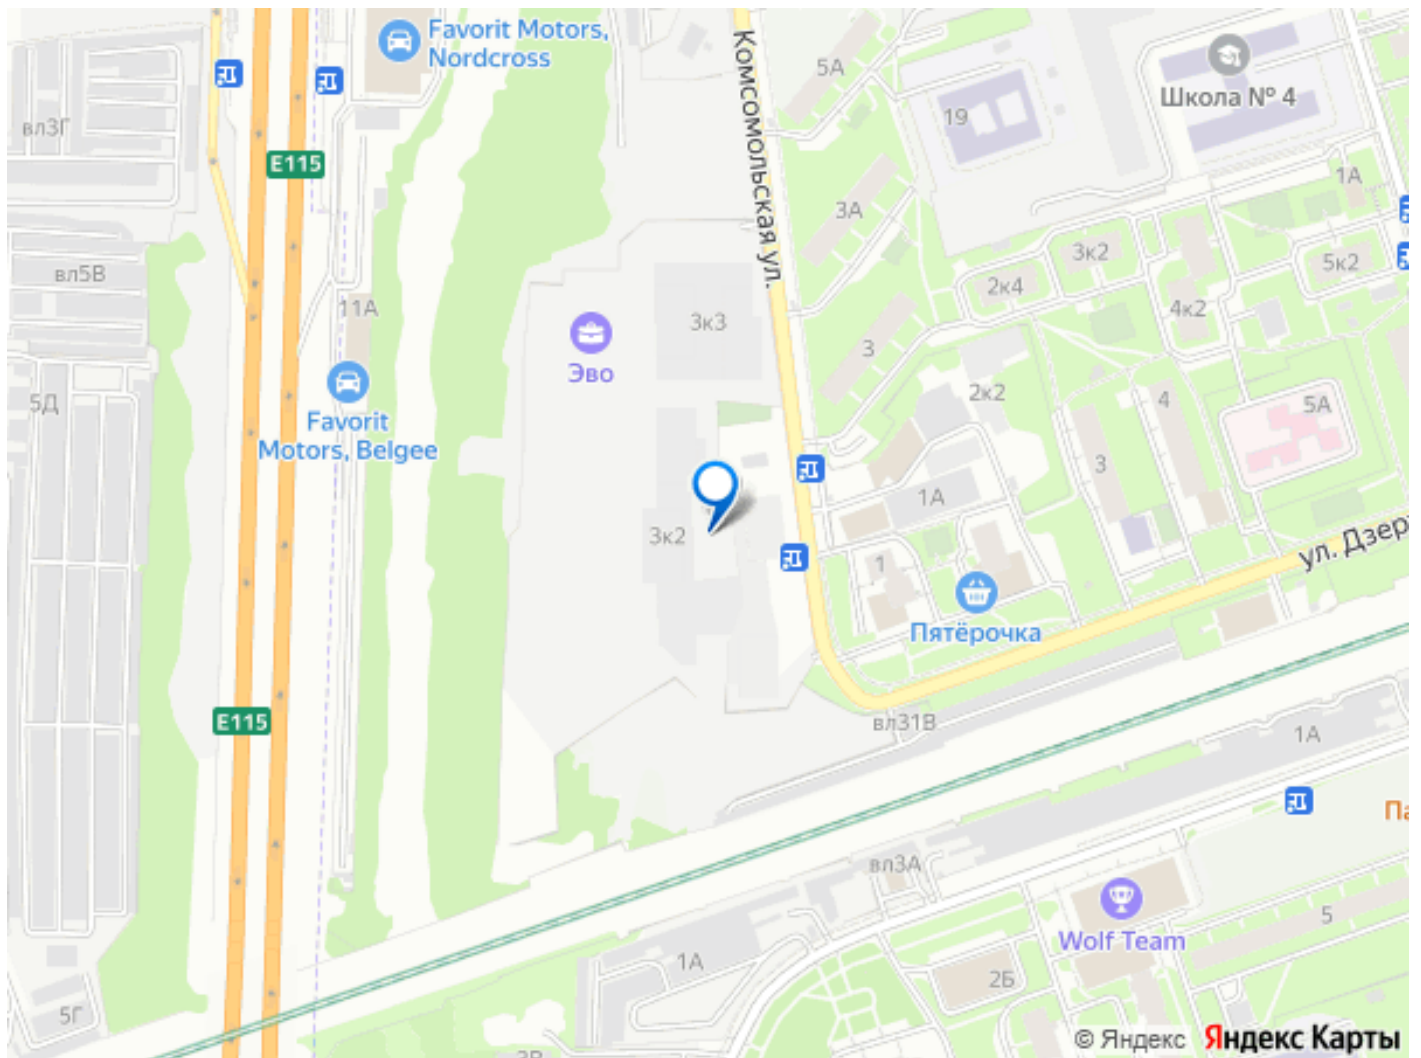 Favorit Motors,
Nordcross
5А
Комсомольская ул.
Школа № 4
19
вл3Г
E115
1А
3А
3к2
5к2
вл5В
2к4
11А
4к2
3к3
3
Эво
5Д
2к2
4
5А
Favorit
Motors, Belgee
3
1А
3к2
ул. Дзер
1
Пятёрочка
E115
вл31В
1А
Па
вл3А
5
Wolf Team
1А
2Б
5Г
3В
© Яндекс Яндекс Карты